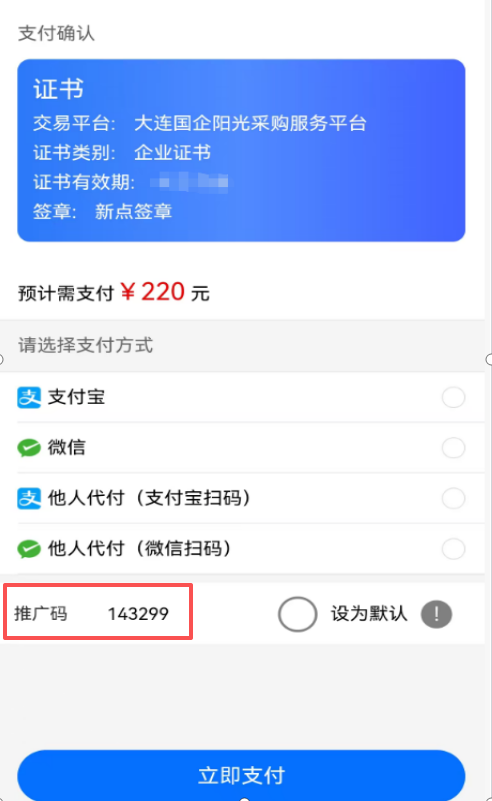 支付确认
证书
交易平台: 大连国企阳光采购服务平台
证书类别: 企业证书
证书有效期:
签章: 新点签章
预计需支付 ¥ 220 元
请选择支付方式
支 支付宝
微信
支 他人代付（支付宝扫码）
他人代付（微信扫码）
推广码 143299 设为默认 !
立即支付